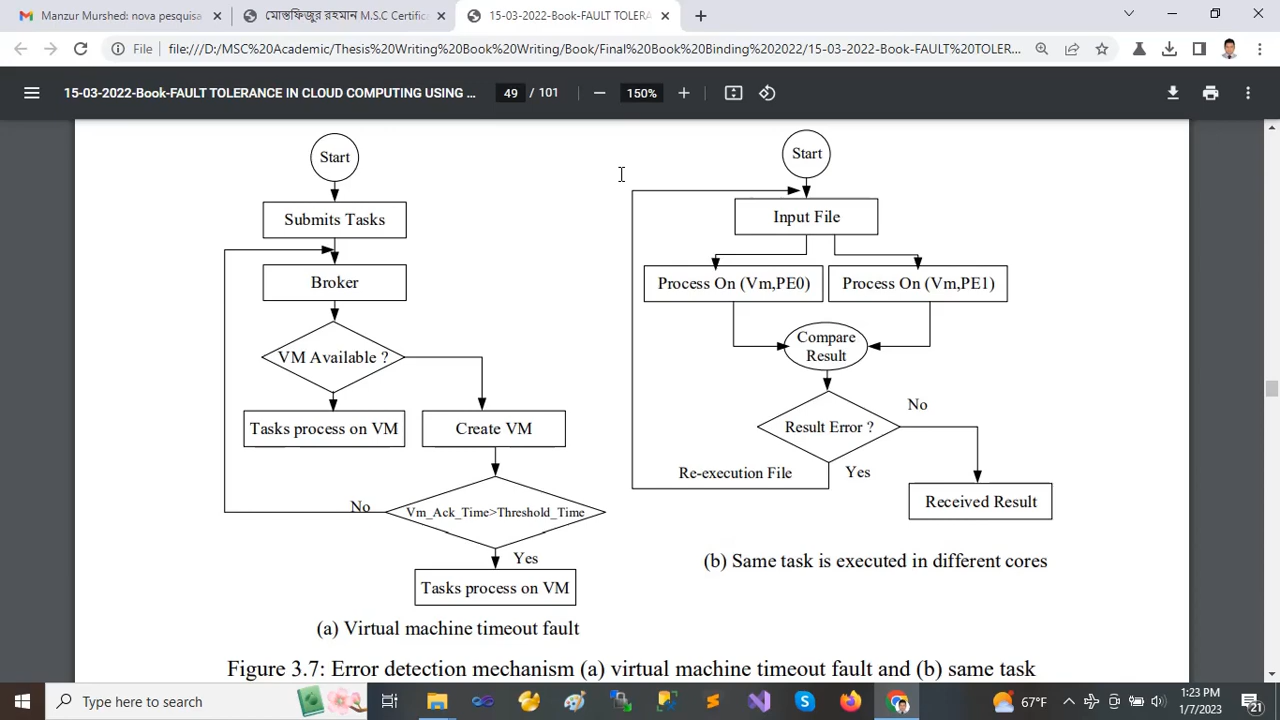 Manzur Murshed: nova pesquisa
মোস্তফিজুর রহমান M.S.C Certific
15-03-2022-Book-FAULT TOLERA
File
file:///D:/MSC%20Academic/Thesis%20Writing%20Book%20Writing/Book/Final%20Book%20Binding%202022/15-03-2022-Book-FAULT%20TOLER...
15-03-2022-Book-FAULT TOLERANCE IN CLOUD COMPUTING USING ...
49 / 101
150%
Start
Submits Tasks
Broker
VM Available ?
Tasks process on VM
Create VM
Vm_Ack_Time>Threshold_Time
No
Yes
Tasks process on VM
(a) Virtual machine timeout fault
Start
Input File
Process On (Vm,PE0)
Process On (Vm,PE1)
Compare
Result
Result Error ?
No
Yes
Re-execution File
Received Result
(b) Same task is executed in different cores
Figure 3.7: Error detection mechanism (a) virtual machine timeout fault and (b) same task
Type here to search
67°F
1:23 PM
1/7/2023
21